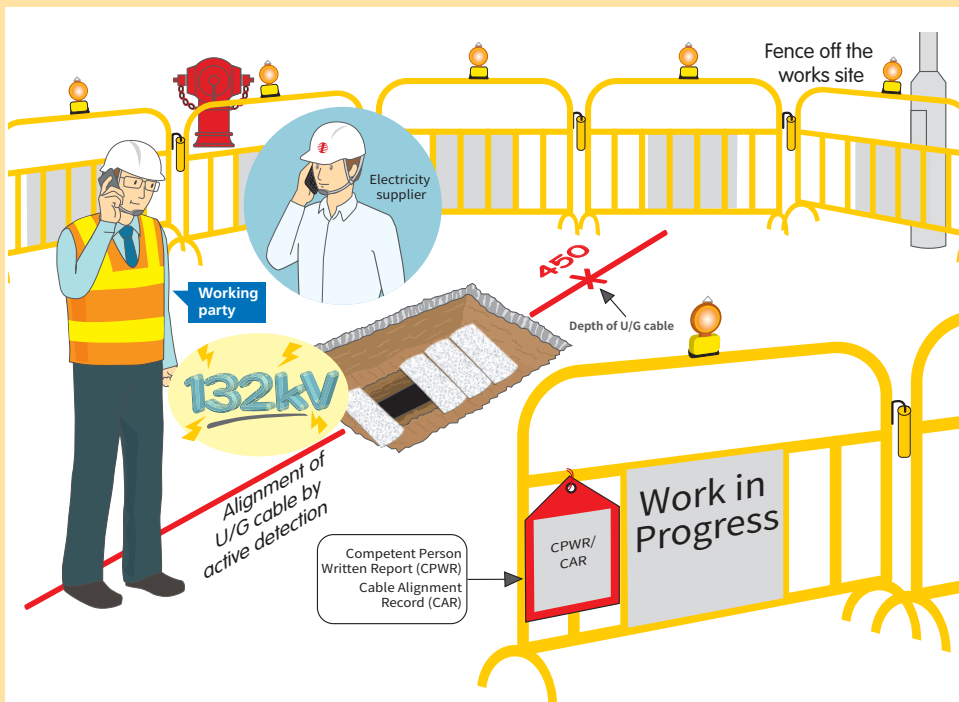 Fence off the
works site
Electricity
supplier
Working
party
450
Depth of U/G cable
132kV
Alignment of
U/G cable by
active detection
Competent Person
Written Report (CPWR)
Cable Alignment
Record (CAR)
CPWR/
CAR
Work in
Progress